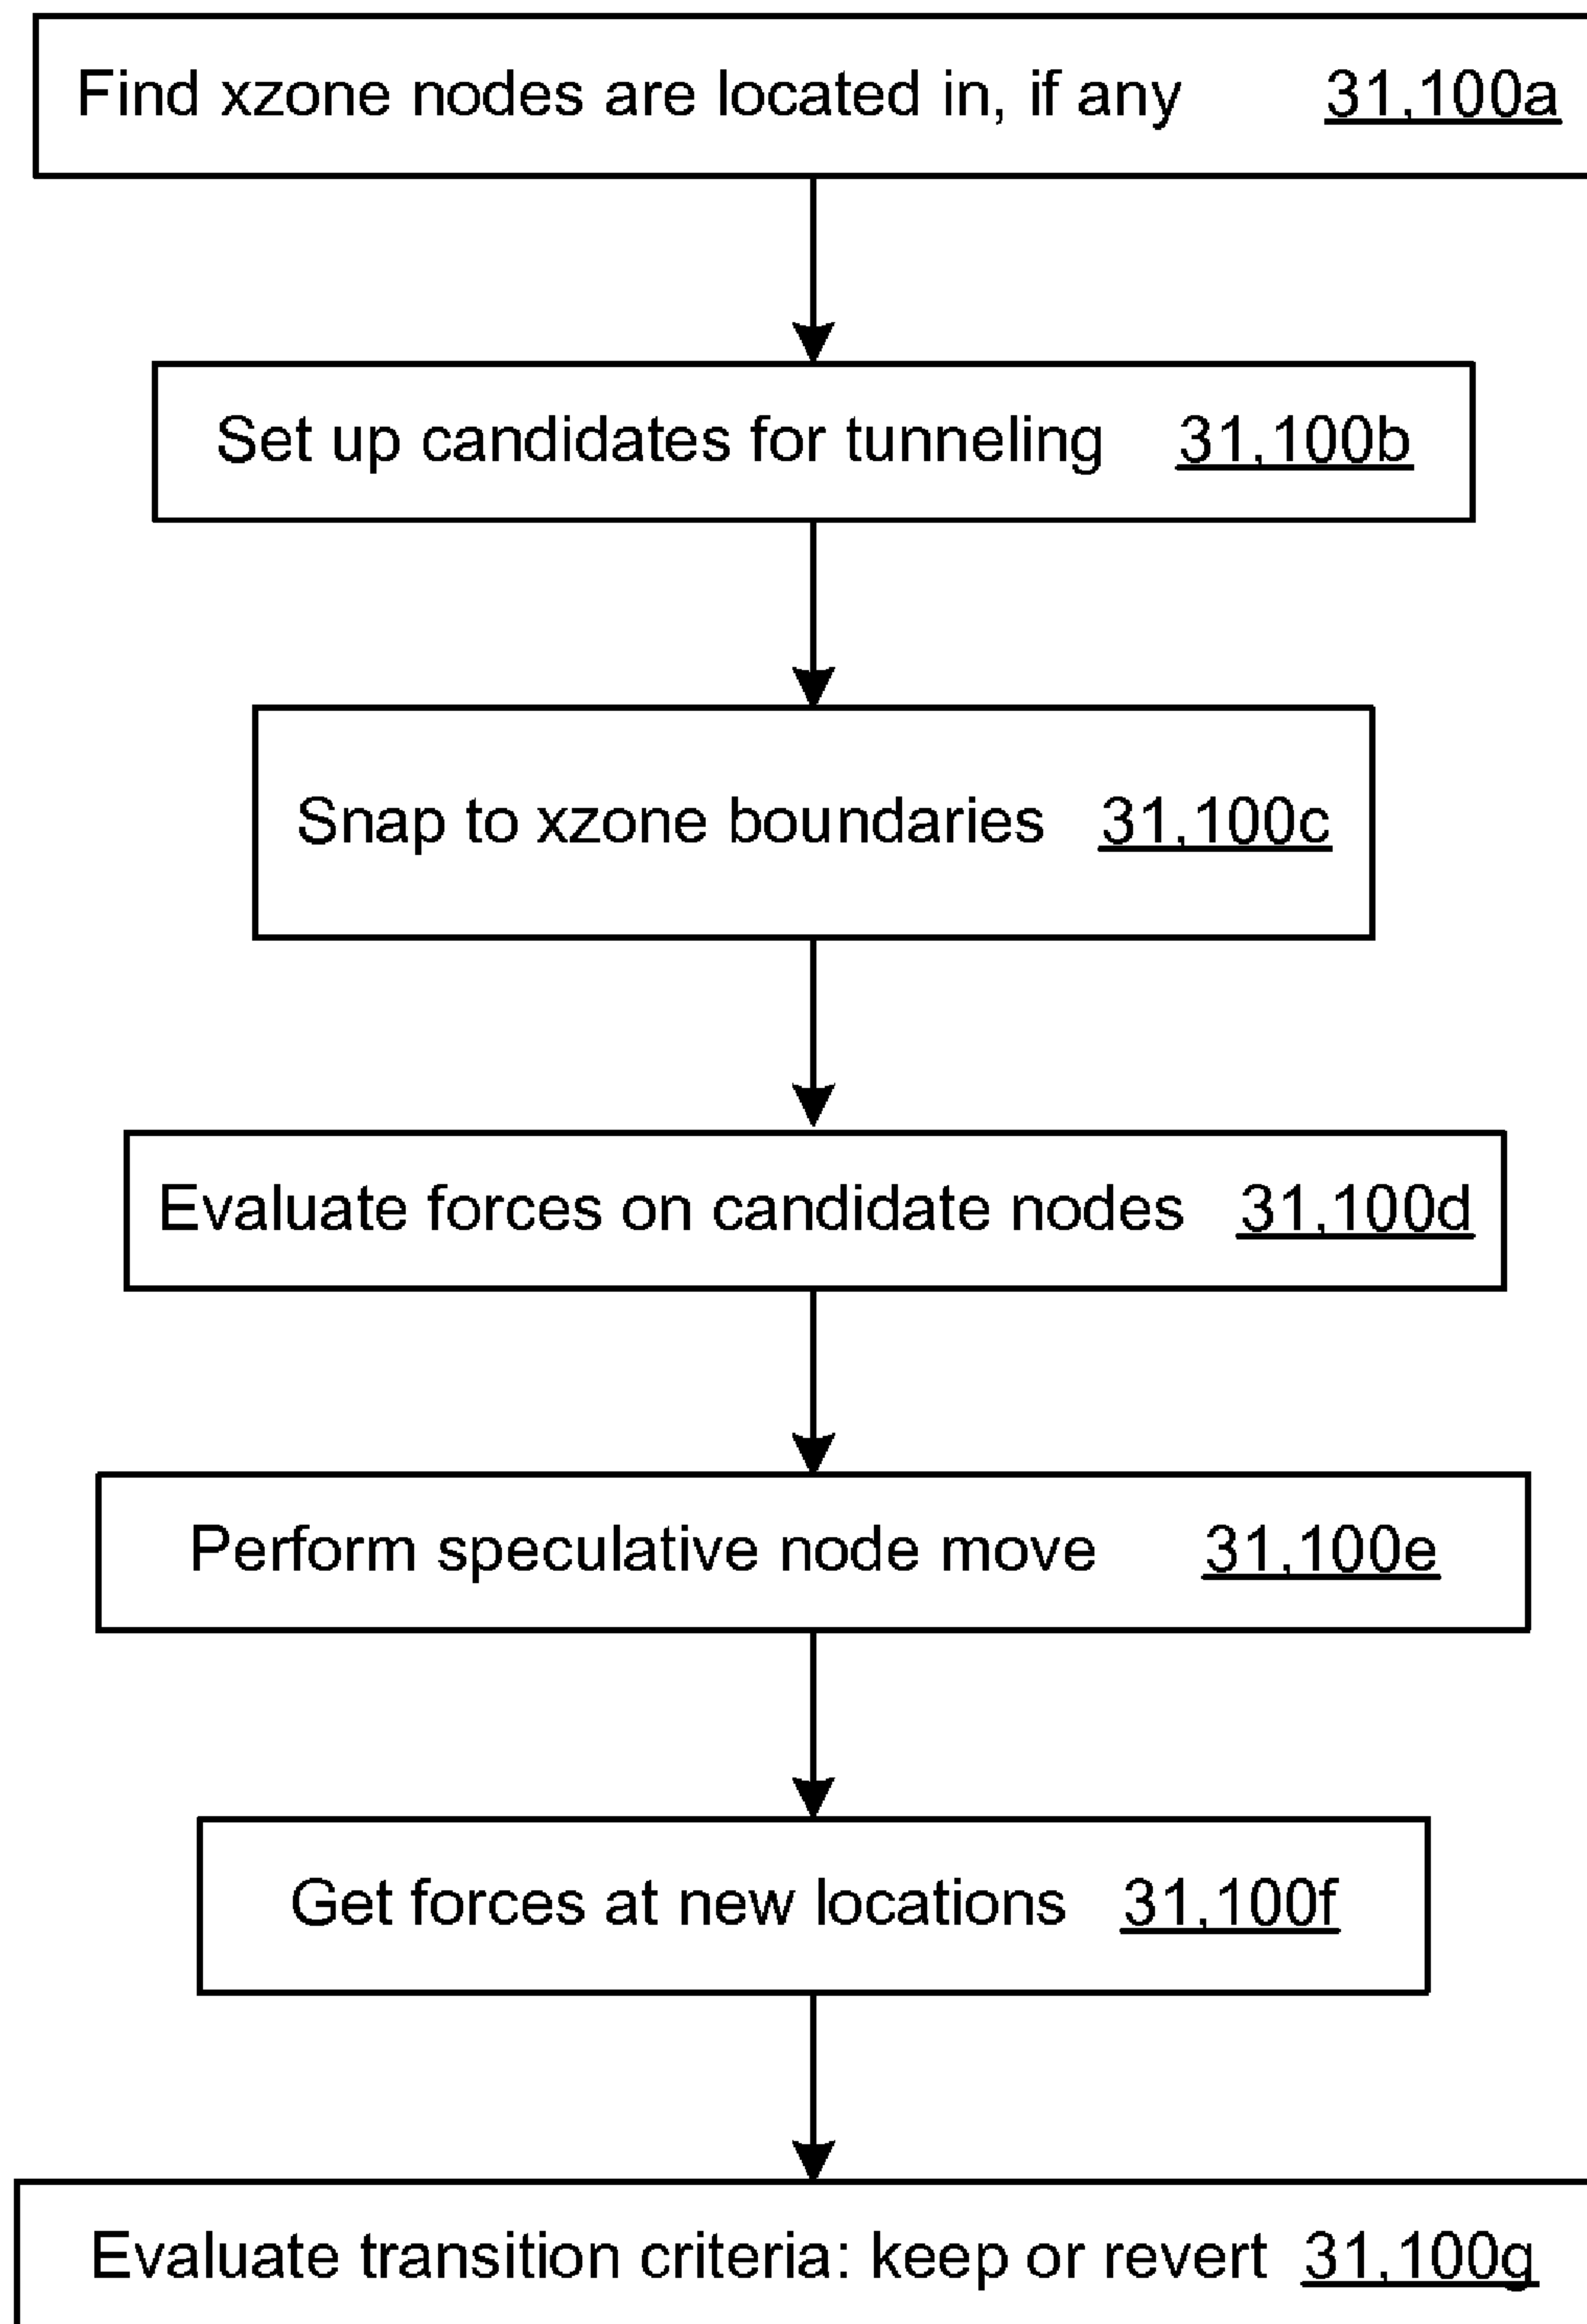 Find xzone nodes are located in, if any 31,100a
Set up candidates for tunneling 31,100b
Snap to xzone boundaries 31,100c
Evaluate forces on candidate nodes 31,100d
Perform speculative node move 31,100e
Get forces at new locations 31,100f
Evaluate transition criteria: keep or revert 31,100g